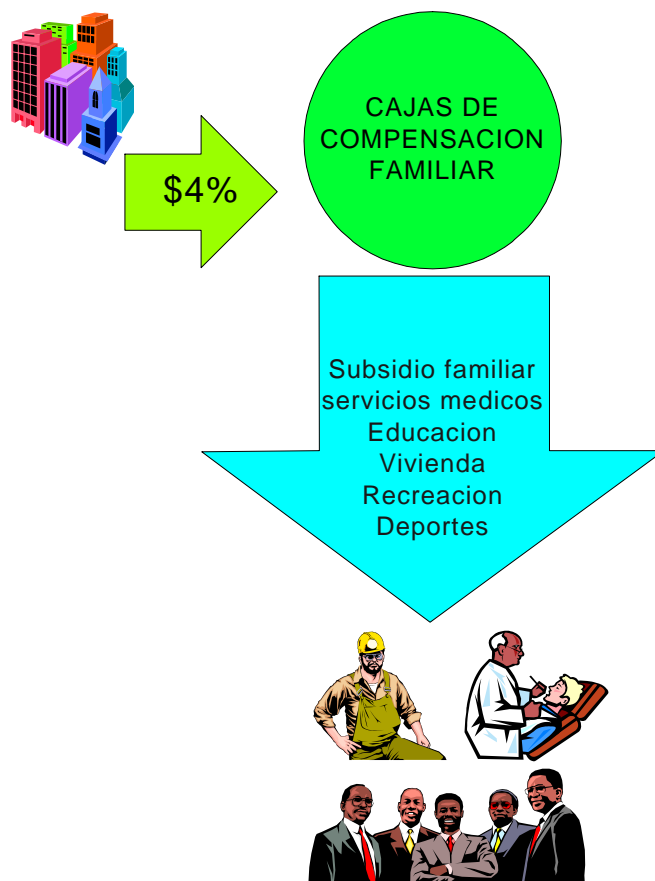 CAJAS DE
COMPENSACION
FAMILIAR
$4%
Subsidio familiar
servicios medicos
Educacion
Vivienda
Recreacion
Deportes